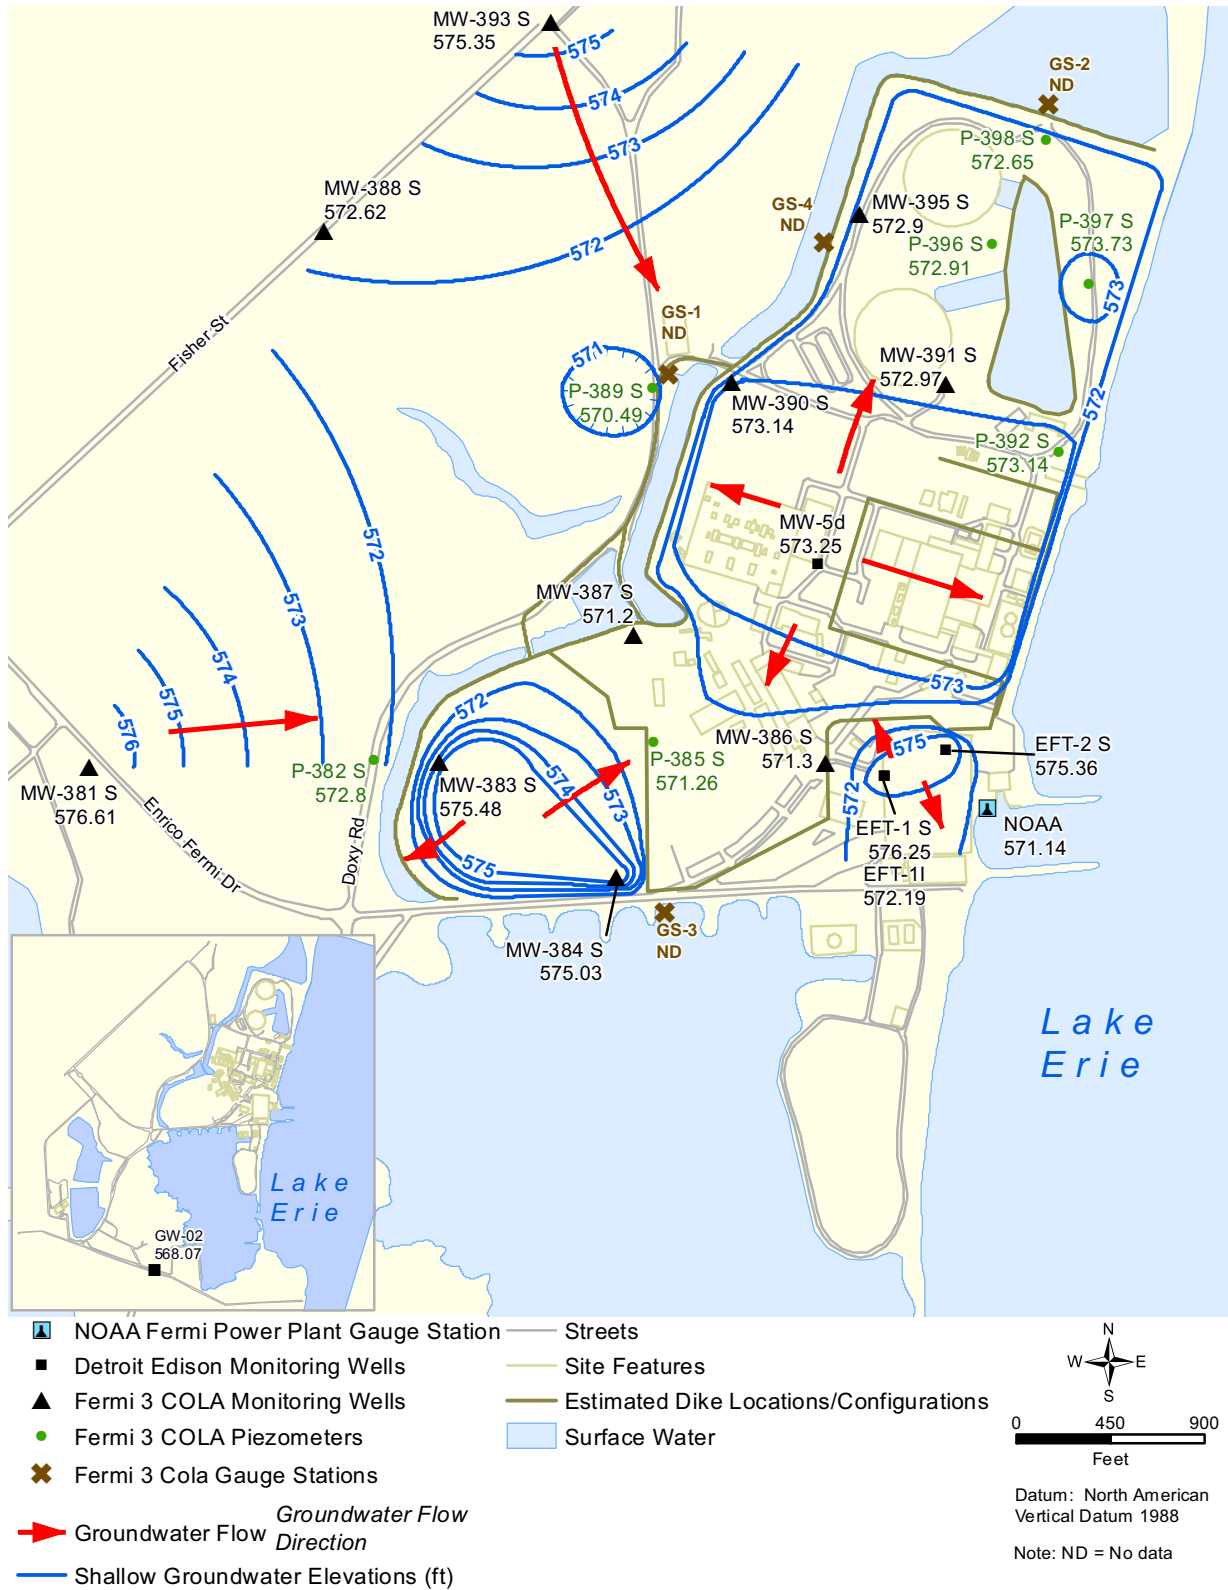 MW-393 S
575.35
575
574
573
572
GS-2
ND
P-398 S
572.65
MW-388 S
572.62
GS-4
ND
MW-395 S
572.9
P-396 S
572.91
P-397 S
573.73
573
Fisher St
GS-1
ND
571
P-389 S
570.49
MW-391 S
572.97
MW-390 S
573.14
572
P-392 S
573.14
MW-5d
573.25
572
573
574
575
576
MW-387 S
571.2
573
572
MW-383 S
575.48
574
573
575
P-385 S
571.26
MW-386 S
571.3
575
572
EFT-2 S
575.36
EFT-1 S
576.25
EFT-1I
572.19
NOAA
571.14
P-382 S
572.8
MW-381 S
576.61
Enrico Fermi Dr
Doxy Rd
MW-384 S
575.03
GS-3
ND
Lake
Erie
Lake
Erie
GW-02
568.07
NOAA Fermi Power Plant Gauge Station
Detroit Edison Monitoring Wells
Fermi 3 COLA Monitoring Wells
Fermi 3 COLA Piezometers
Fermi 3 Cola Gauge Stations
Groundwater Flow
Groundwater Flow
Direction
Shallow Groundwater Elevations (ft)
Streets
Site Features
Estimated Dike Locations/Configurations
Surface Water
N
W E
S
0 450 900
Feet
Datum: North American
Vertical Datum 1988
Note: ND = No data